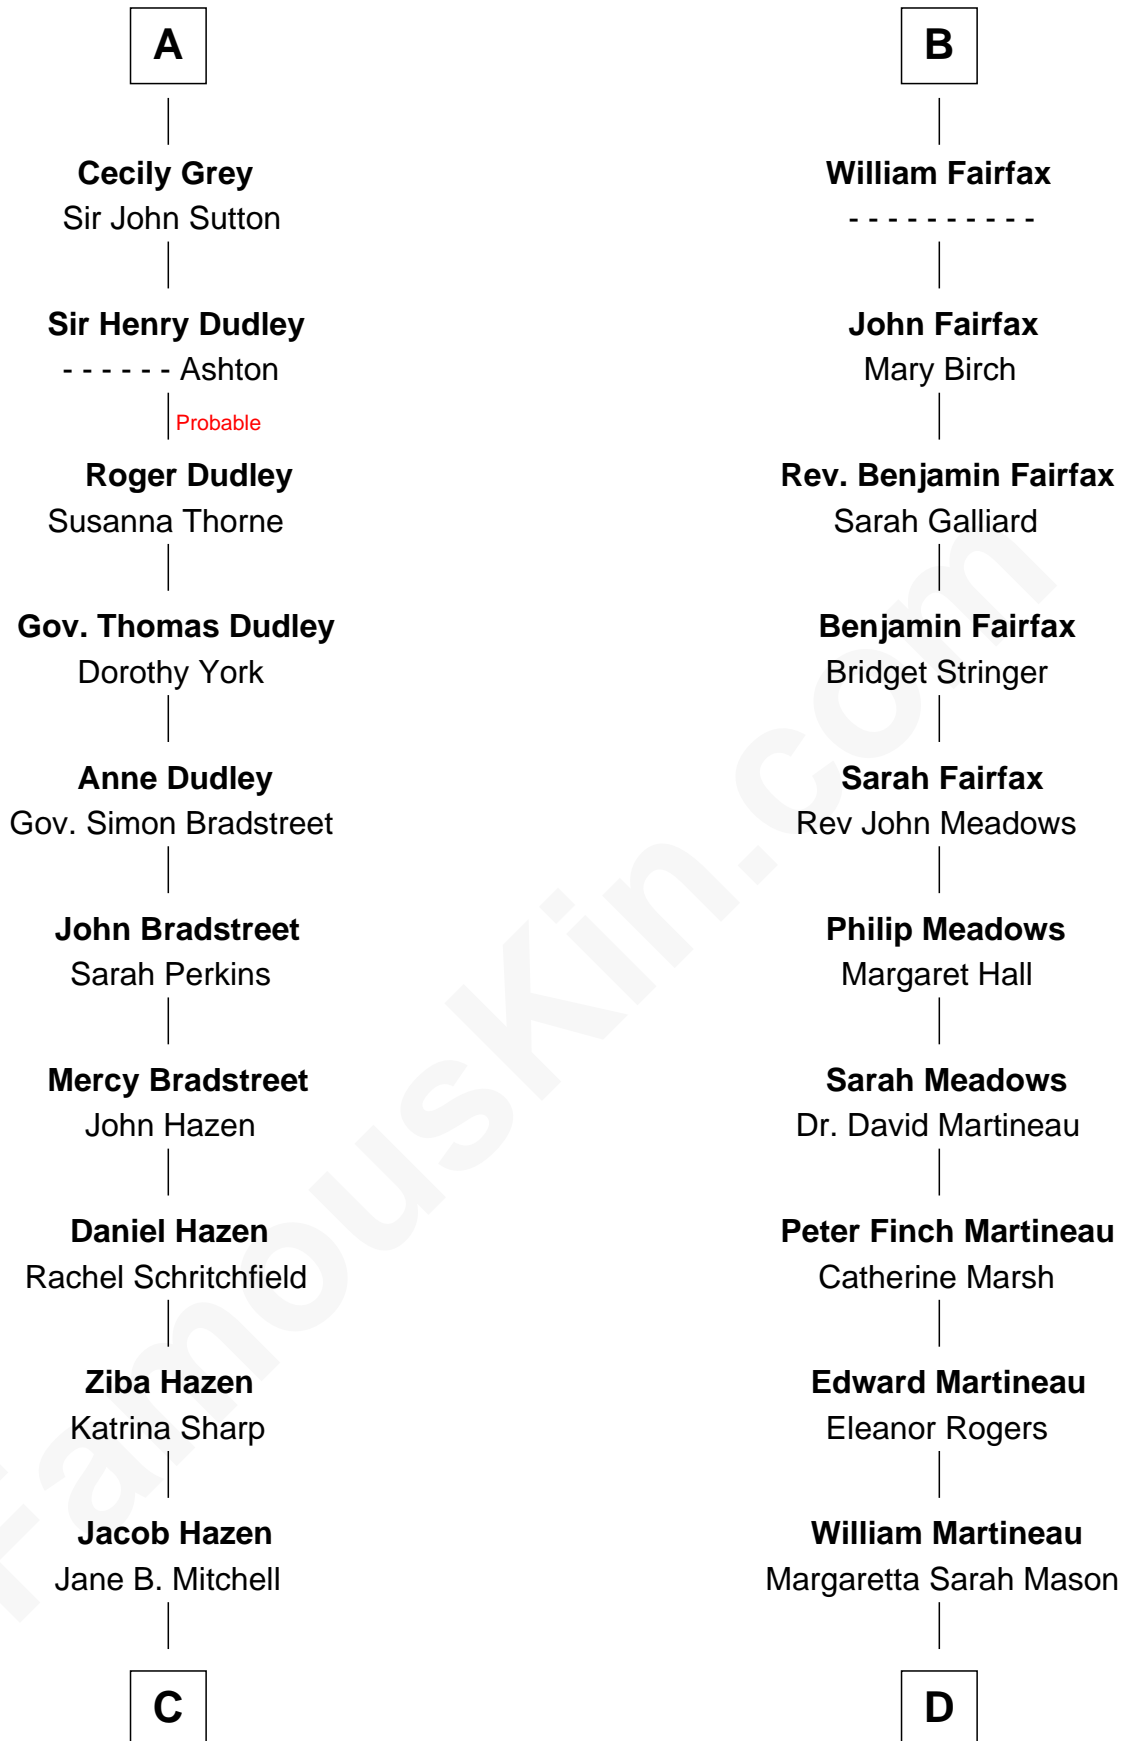 A
Cecily Grey
Sir John Sutton
Sir Henry Dudley
- - - - - - Ashton
Probable
Roger Dudley
Susanna Thorne
Gov. Thomas Dudley
Dorothy York
Anne Dudley
Gov. Simon Bradstreet
John Bradstreet
Sarah Perkins
Mercy Bradstreet
John Hazen
Daniel Hazen
Rachel Schritchfield
Ziba Hazen
Katrina Sharp
Jacob Hazen
Jane B. Mitchell
C
B
William Fairfax
- - - - - - - - - -
John Fairfax
Mary Birch
Rev. Benjamin Fairfax
Sarah Galliard
Benjamin Fairfax
Bridget Stringer
Sarah Fairfax
Rev John Meadows
Philip Meadows
Margaret Hall
Sarah Meadows
Dr. David Martineau
Peter Finch Martineau
Catherine Marsh
Edward Martineau
Eleanor Rogers
William Martineau
Margaretta Sarah Mason
D
FamousKin.com